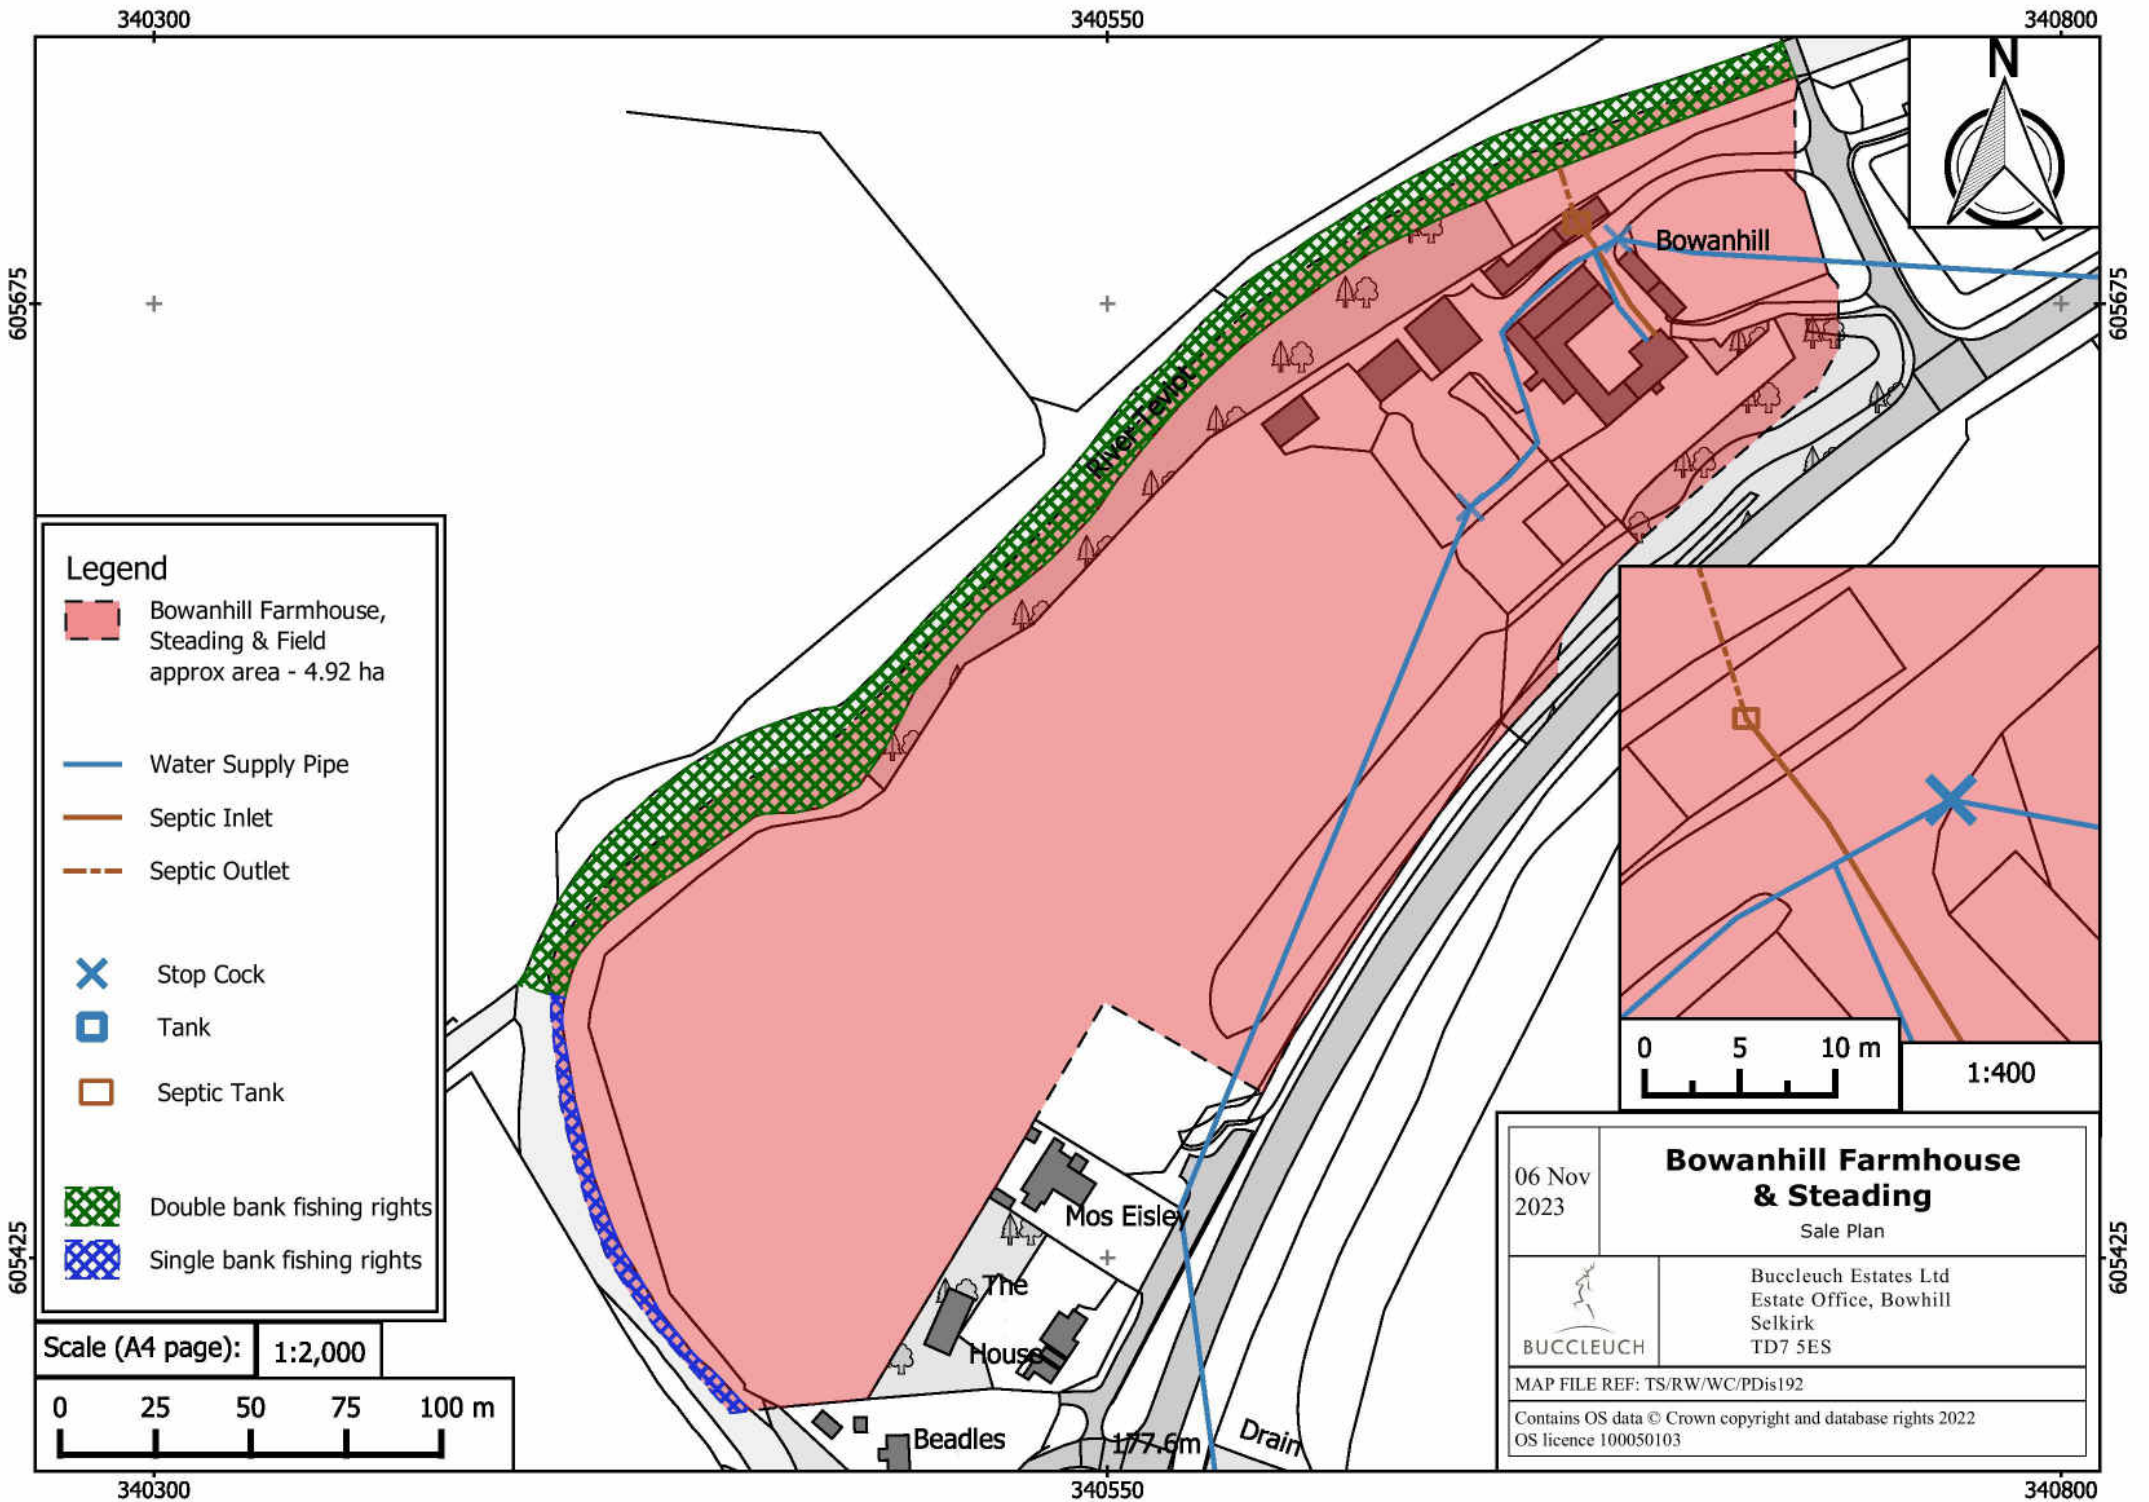 340300
340550
340800
N
605675
605675
Bowanhill
River Teviot
Legend
Bowanhill Farmhouse,
Steading & Field
approx area - 4.92 ha
Water Supply Pipe
Septic Inlet
Septic Outlet
Stop Cock
Tank
Septic Tank
Double bank fishing rights
Single bank fishing rights
Scale (A4 page):
1:2,000
0 25 50 75 100 m
605425
Mos Eisley
The
House
Beadles
177.6m
Drain
0 5 10 m
1:400
06 Nov
2023
Bowanhill Farmhouse
& Steading
Sale Plan
BUCCLEUCH
Buccleuch Estates Ltd
Estate Office, Bowhill
Selkirk
TD7 5ES
MAP FILE REF: TS/RW/WC/PDis192
Contains OS data © Crown copyright and database rights 2022
OS licence 100050103
605425
340300
340550
340800